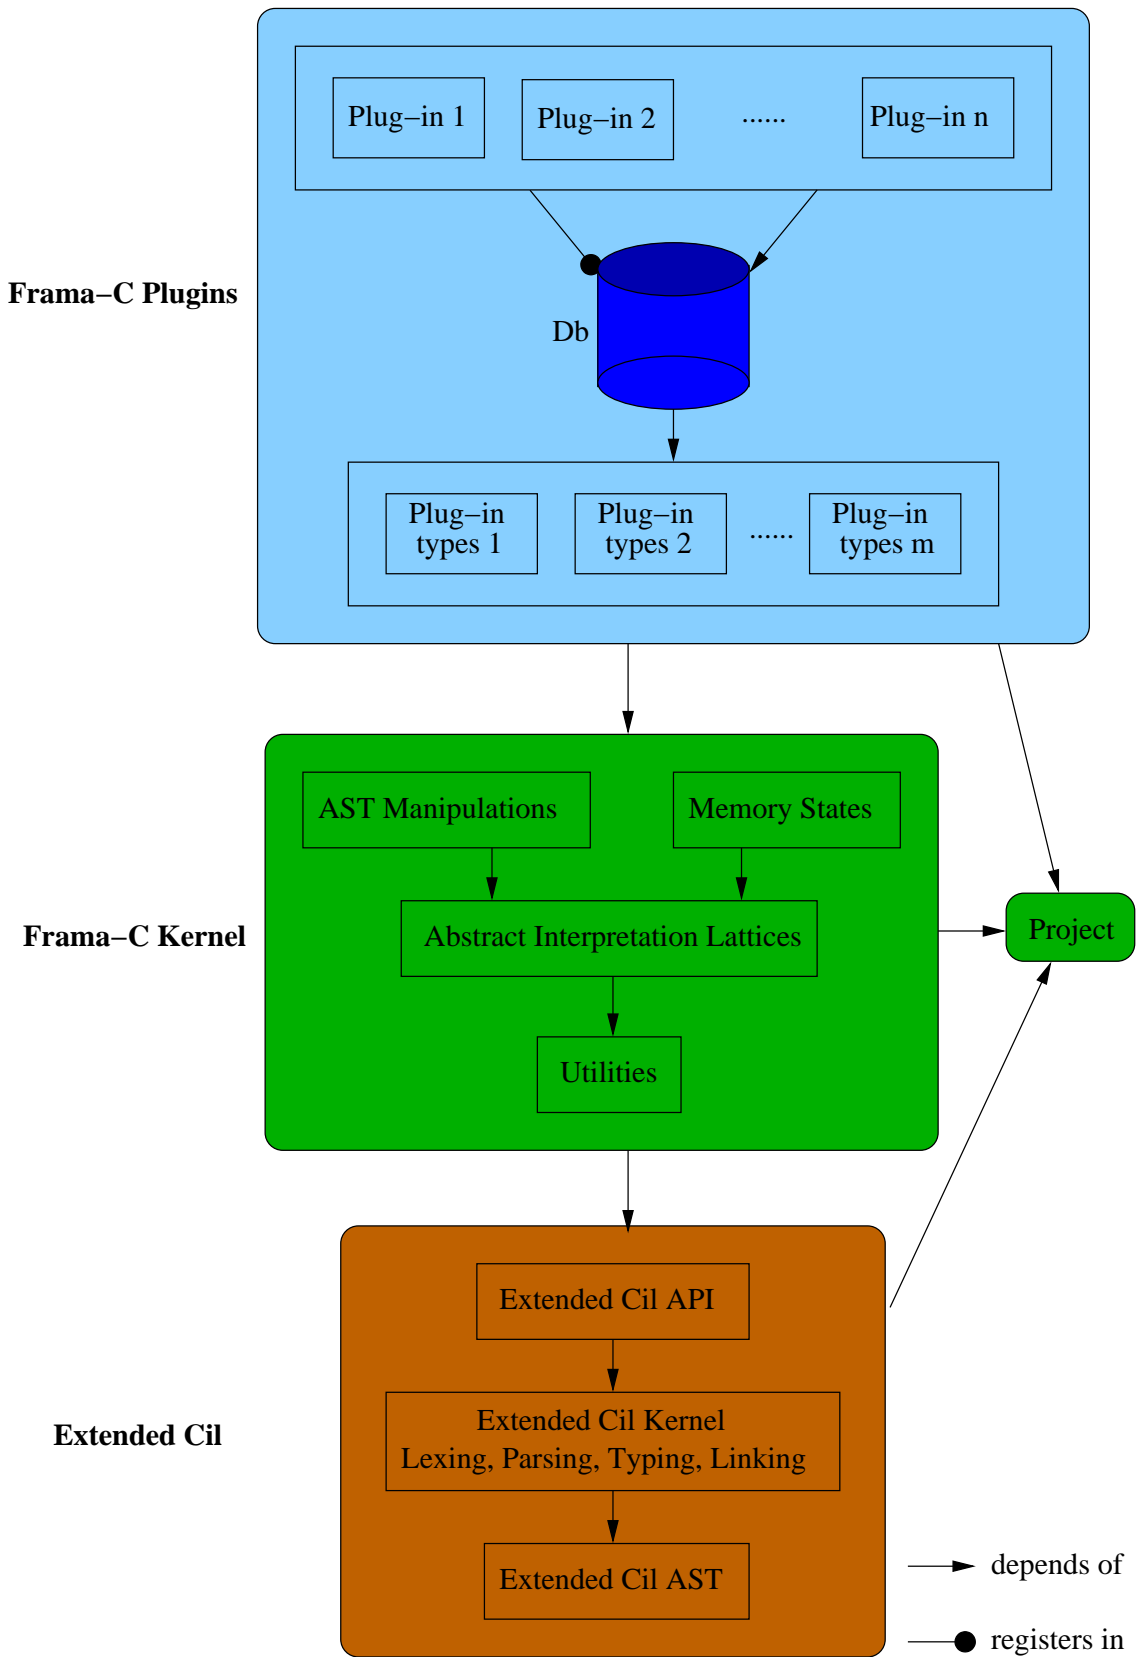 Plug−in 1
Plug−in 2
......
Plug−in n
Frama−C Plugins
Db
Plug−in
types 1
Plug−in
types 2
......
Plug−in
types m
AST Manipulations
Memory States
Frama−C Kernel
Abstract Interpretation Lattices
Project
Utilities
Extended Cil API
Extended Cil
Extended Cil Kernel
Lexing, Parsing, Typing, Linking
Extended Cil AST
depends of
registers in